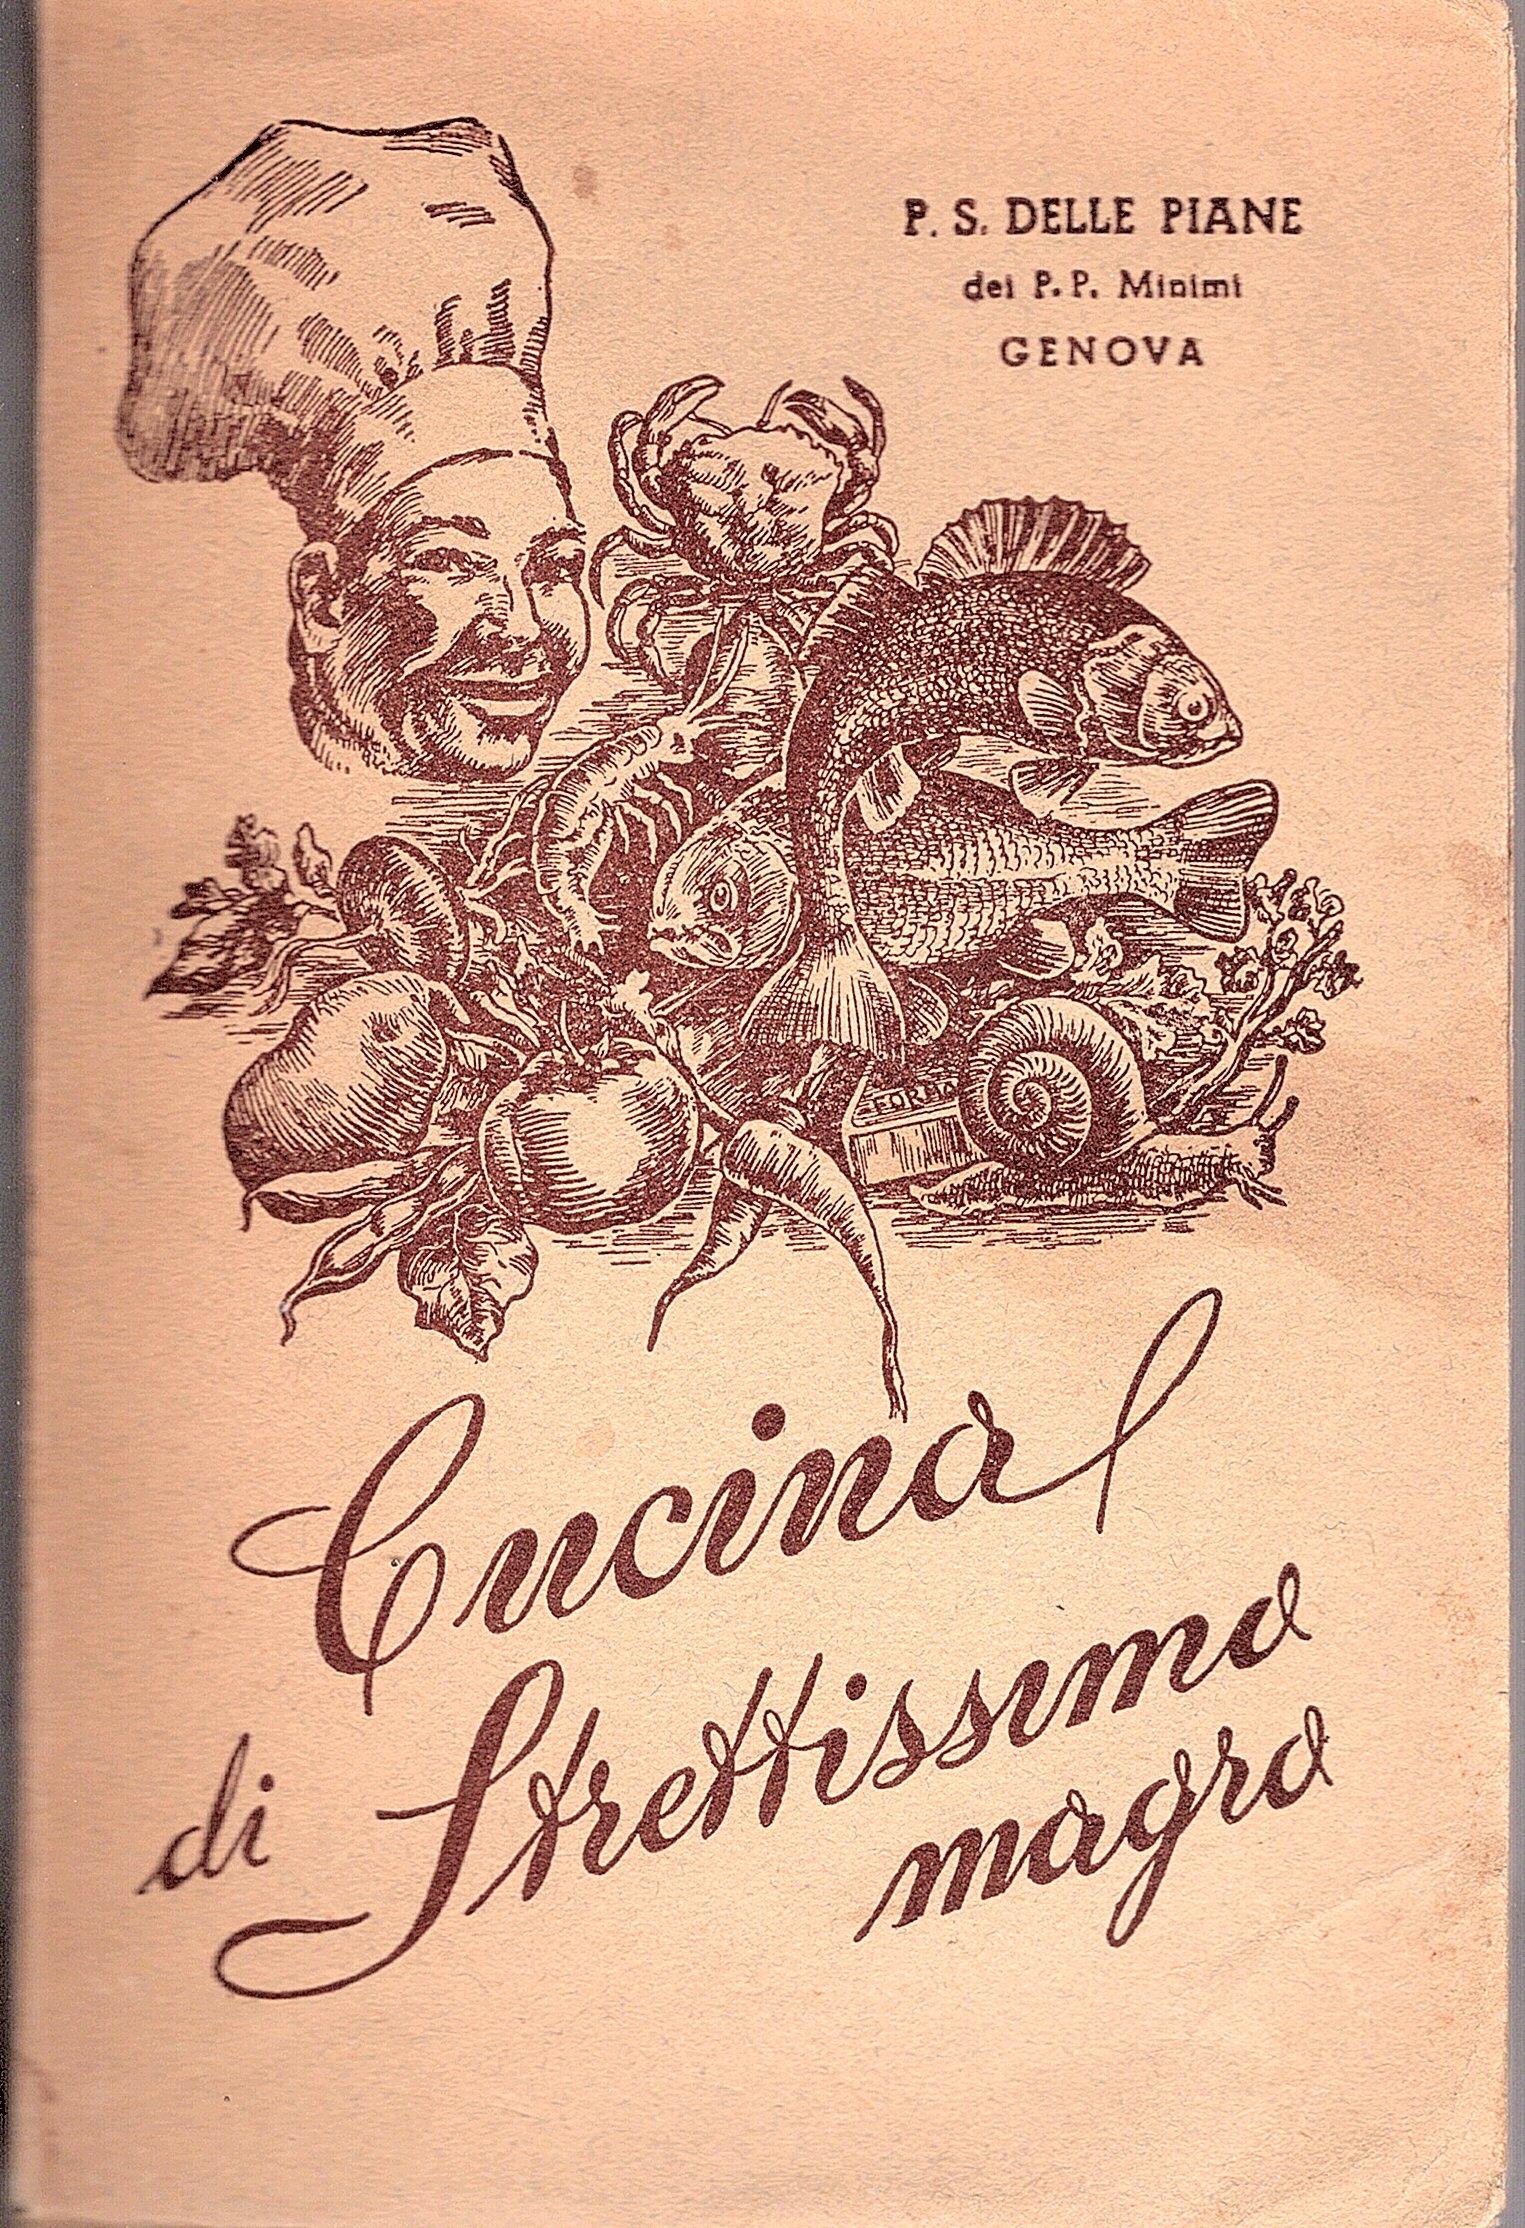 P. S. DELLE PIANE
dei P. P. Minimi
GENOVA
Cucina
di Strettissimo
magro